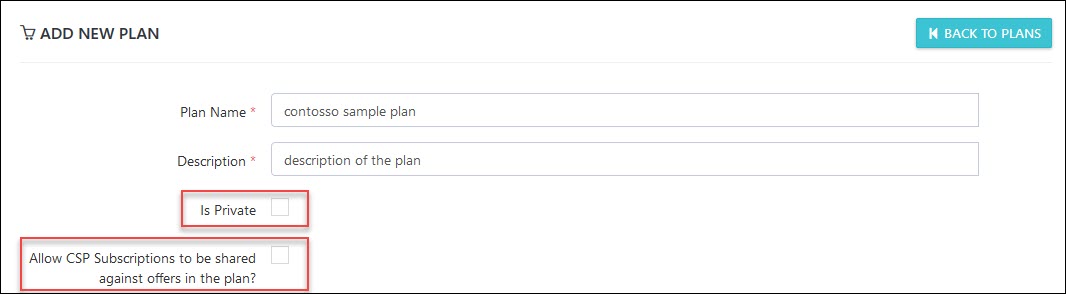 ADD NEW PLAN
BACK TO PLANS
Plan Name *
contosso sample plan
Description *
description of the plan
Is Private
Allow CSP Subscriptions to be shared
against offers in the plan?